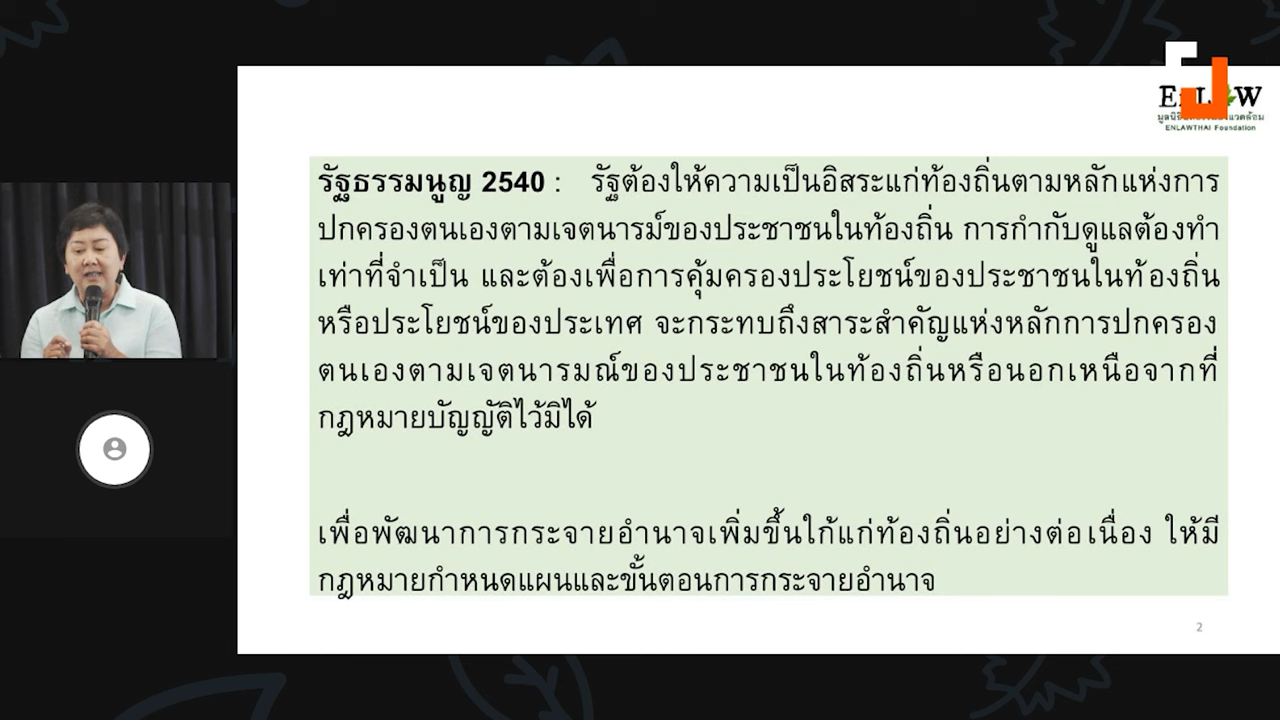 ENLAW
ENLAWTHAI Foundation
รัฐธรรมนูญ 2540 : รัฐต้องให้ความเป็นอิสระแก่ท้องถิ่นตามหลักแห่งการ
ปกครองตนเองตามเจตนารม์ของประชาชนในท้องถิ่น การกำกับดูแลต้องทำ
เท่าที่จำเป็น และต้องเพื่อการคุ้มครองประโยชน์ของประชาชนในท้องถิ่น
หรือประโยชน์ของประเทศ จะกระทบถึงสาระสำคัญแห่งหลักการปกครอง
ตนเองตามเจตนารมณ์ของประชาชนในท้องถิ่นหรือนอกเหนือจากที่
กฎหมายบัญญัติไว้มิได้
เพื่อพัฒนาการกระจายอำนาจเพิ่มขึ้นใก้แก่ท้องถิ่นอย่างต่อเนื่อง ให้มี
กฎหมายกำหนดแผนและขั้นตอนการกระจายอำนาจ
2